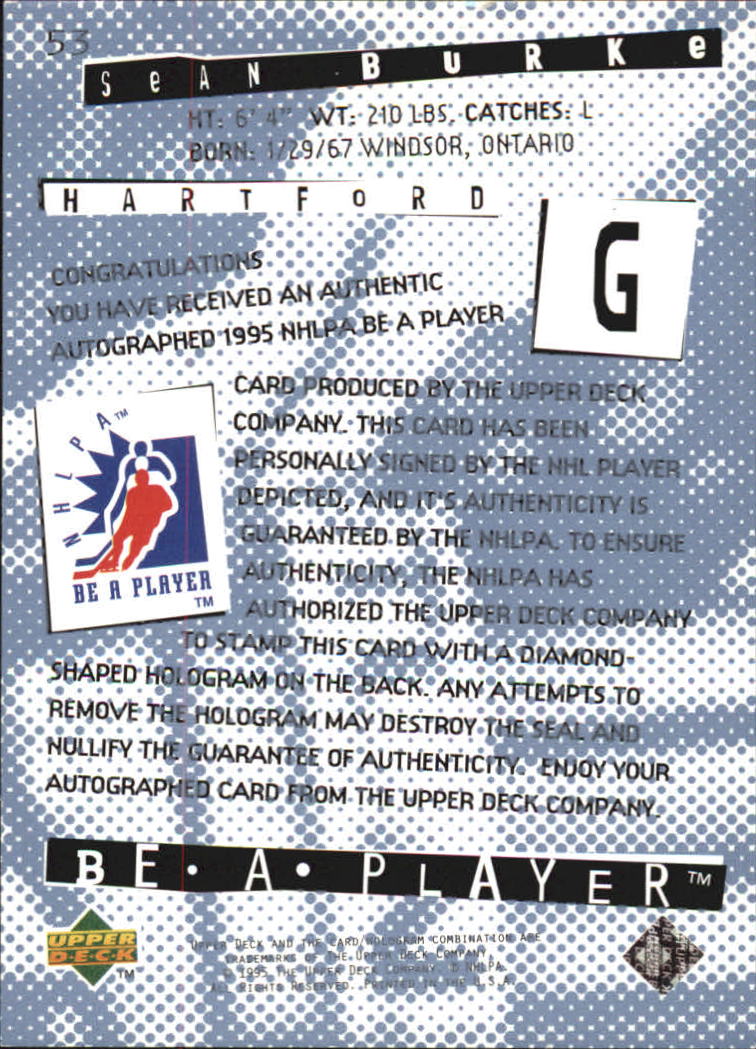 53
SeAN BURKe
HT: 6' 4" WT: 210 LBS. CATCHES: L
BORN: 1/29/67 WINDSOR, ONTARIO
HARTFORD
G
CONGRATULATIONS
YOU HAVE RECEIVED AN AUTHENTIC
AUTOGRAPHED 1995 NHLPA BE A PLAYER
CARD PRODUCED BY THE UPPER DECK
COMPANY. THIS CARD HAS BEEN
PERSONALLY SIGNED BY THE NHL PLAYER
DEPICTED, AND IT'S AUTHENTICITY IS
GUARANTEED BY THE NHLPA. TO ENSURE
AUTHENTICITY, THE NHLPA HAS
AUTHORIZED THE UPPER DECK COMPANY
TO STAMP THIS CARD WITH A DIAMOND-
SHAPED HOLOGRAM ON THE BACK. ANY ATTEMPTS TO
REMOVE THE HOLOGRAM MAY DESTROY THE SEAL AND
NULLIFY THE GUARANTEE OF AUTHENTICITY. ENJOY YOUR
AUTOGRAPHED CARD FROM THE UPPER DECK COMPANY.
NHLPA™
BE A PLAYER
TM
BE•A•PLAYER™
UPPER
DECK
TM
UPPER DECK AND THE CARD/HOLOGRAM COMBINATION ARE
TRADEMARKS OF THE UPPER DECK COMPANY.
© 1995 THE UPPER DECK COMPANY. © NHLPA.
ALL RIGHTS RESERVED. PRINTED IN THE U.S.A.